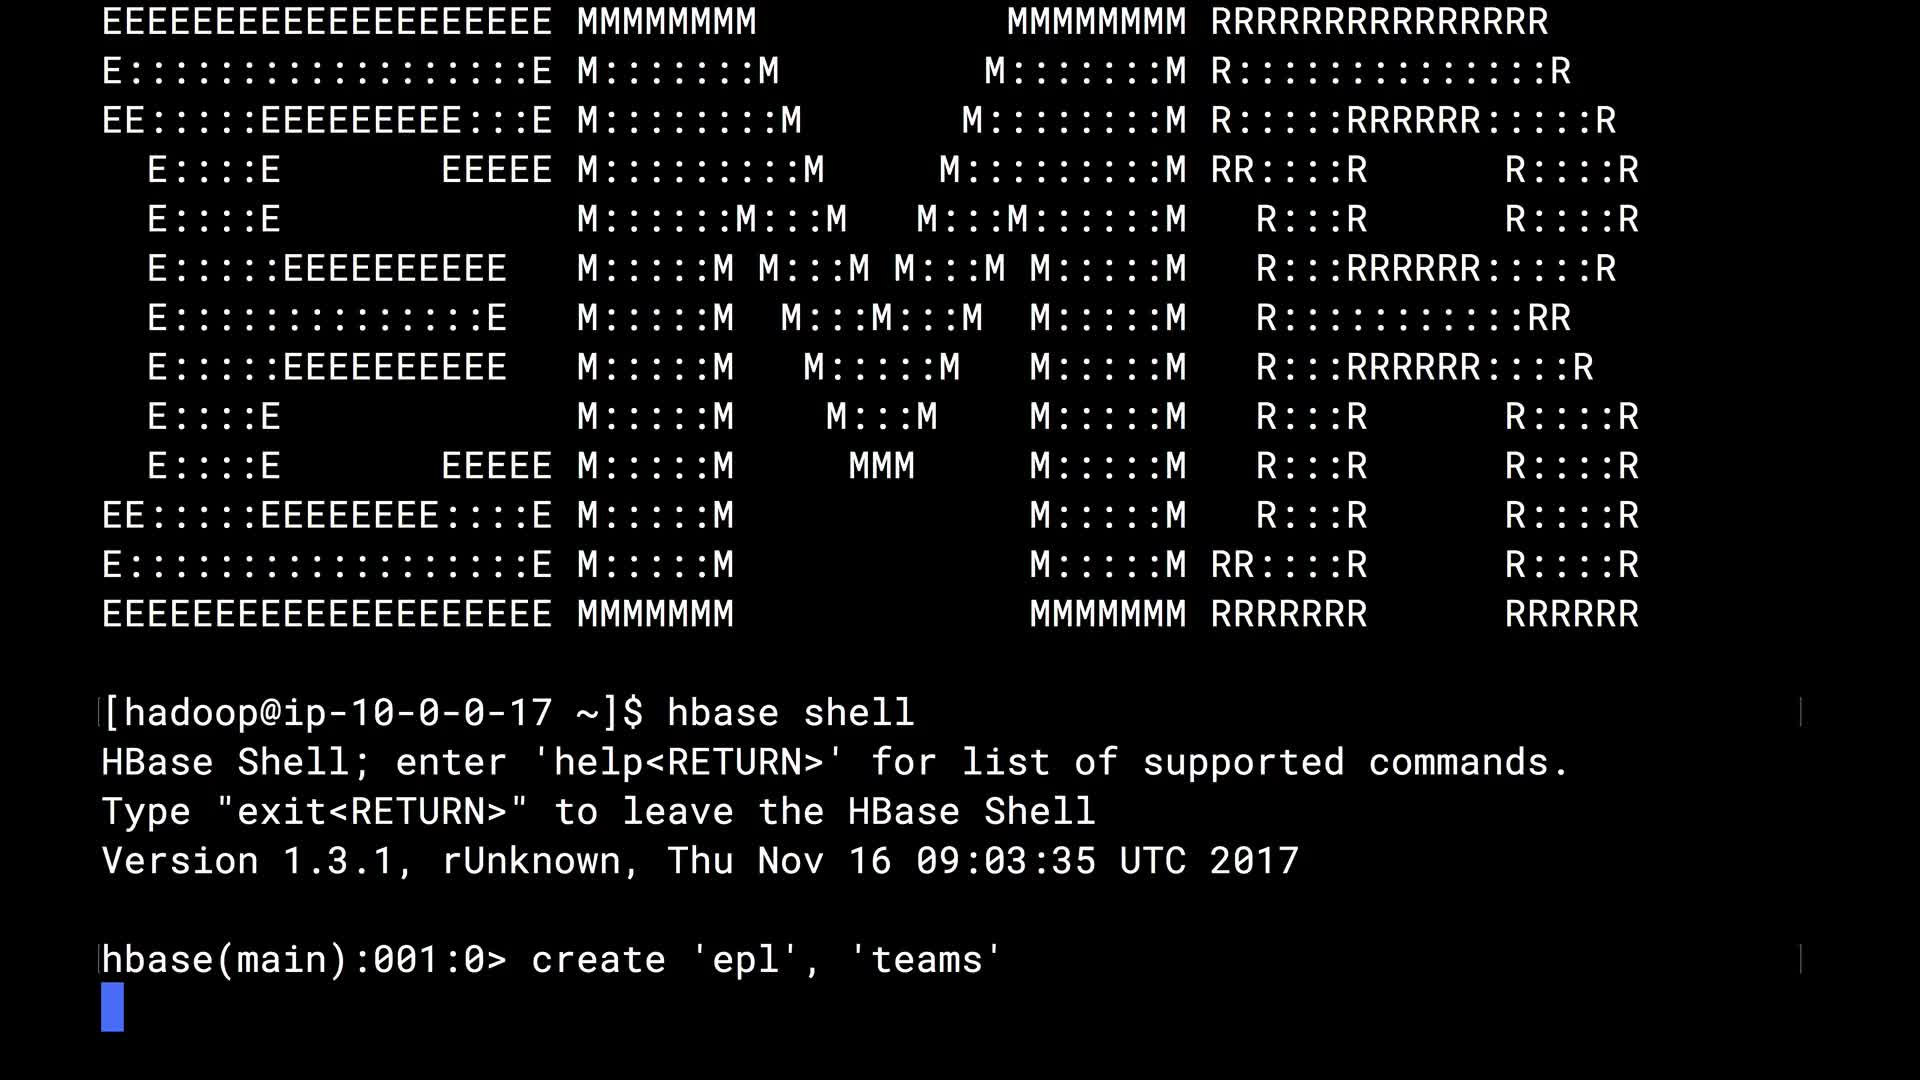 EEEEEEEEEEEEEEEEEEEE MMMMMMMM           MMMMMMMM RRRRRRRRRRRRRRR
E::::::::::::::::::E M:::::::M         M:::::::M R::::::::::::::R
EE:::::EEEEEEEEE:::E M::::::::M       M::::::::M R:::::RRRRRR:::::R
  E::::E       EEEEE M:::::::::M     M:::::::::M RR::::R      R::::R
  E::::E             M::::::M:::M   M:::M::::::M   R:::R      R::::R
  E:::::EEEEEEEEEE   M:::::M M:::M M:::M M:::::M   R:::RRRRRR:::::R
  E::::::::::::::E   M:::::M  M:::M:::M  M:::::M   R:::::::::::RR
  E:::::EEEEEEEEEE   M:::::M   M:::::M   M:::::M   R:::RRRRRR::::R
  E::::E             M:::::M    M:::M    M:::::M   R:::R      R::::R
  E::::E       EEEEE M:::::M     MMM     M:::::M   R:::R      R::::R
EE:::::EEEEEEEE::::E M:::::M             M:::::M   R:::R      R::::R
E::::::::::::::::::E M:::::M             M:::::M RR::::R      R::::R
EEEEEEEEEEEEEEEEEEEE MMMMMMM             MMMMMMM RRRRRRR      RRRRRR
[hadoop@ip-10-0-0-17 ~]$ hbase shell
HBase Shell; enter 'help<RETURN>' for list of supported commands.
Type "exit<RETURN>" to leave the HBase Shell
Version 1.3.1, rUnknown, Thu Nov 16 09:03:35 UTC 2017
hbase(main):001:0> create 'epl', 'teams'